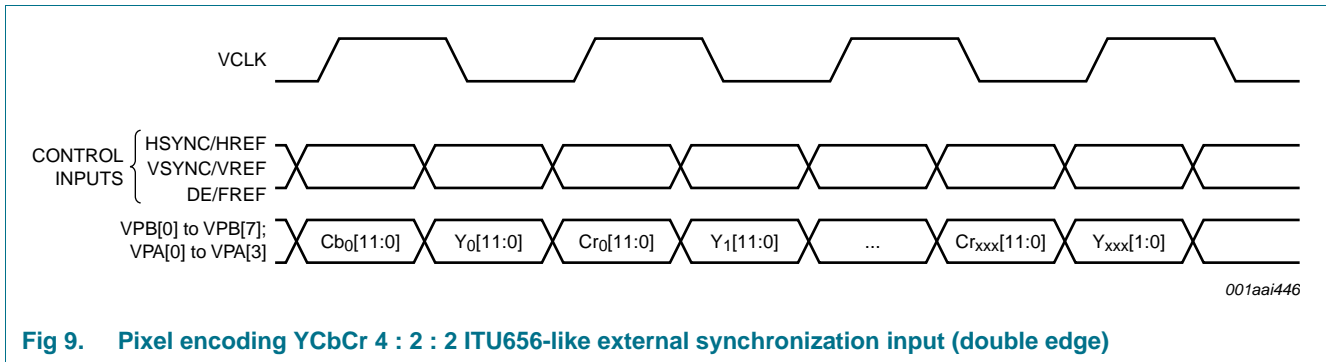 VCLK
CONTROL INPUTS
HSYNC/HREF
VSYNC/VREF
DE/FREF
VPB[0] to VPB[7];
VPA[0] to VPA[3]
Cb0[11:0] Y0[11:0] Cr0[11:0] Y1[11:0] ... Crxxx[11:0] Yxxx[1:0]
001aai446
Fig 9. Pixel encoding YCbCr 4 : 2 : 2 ITU656-like external synchronization input (double edge)